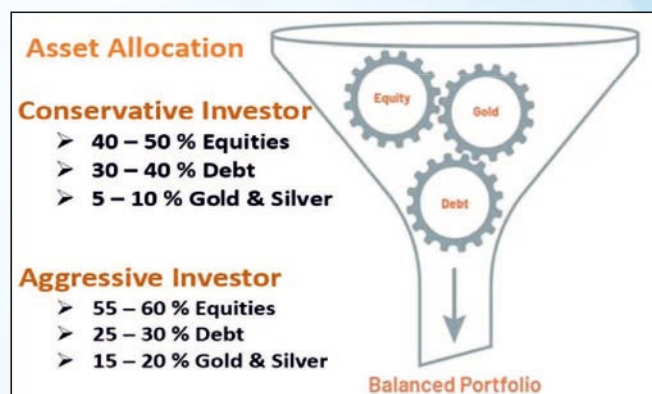 Asset Allocation
Conservative Investor
➢ 40 – 50 % Equities
➢ 30 – 40 % Debt
➢ 5 – 10 % Gold & Silver
Aggressive Investor
➢ 55 – 60 % Equities
➢ 25 – 30 % Debt
➢ 15 – 20 % Gold & Silver
Equity
Gold
Debt
Balanced Portfolio